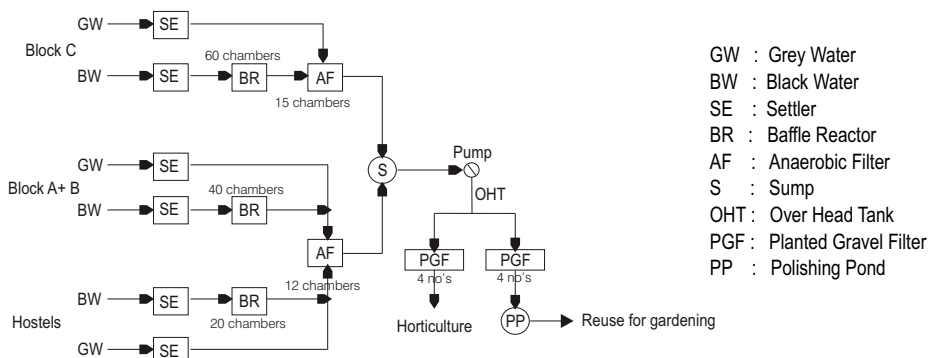 GW
SE
Block C
60 chambers
BW
SE
BR
AF
15 chambers
GW
SE
Block A+ B
40 chambers
BW
SE
BR
AF
12 chambers
BW
SE
BR
20 chambers
Hostels
GW
SE
S
Pump
OHT
PGF
4 no's
PGF
4 no's
Horticulture
PP
Reuse for gardening
GW : Grey Water
BW : Black Water
SE : Settler
BR : Baffle Reactor
AF : Anaerobic Filter
S : Sump
OHT : Over Head Tank
PGF : Planted Gravel Filter
PP : Polishing Pond